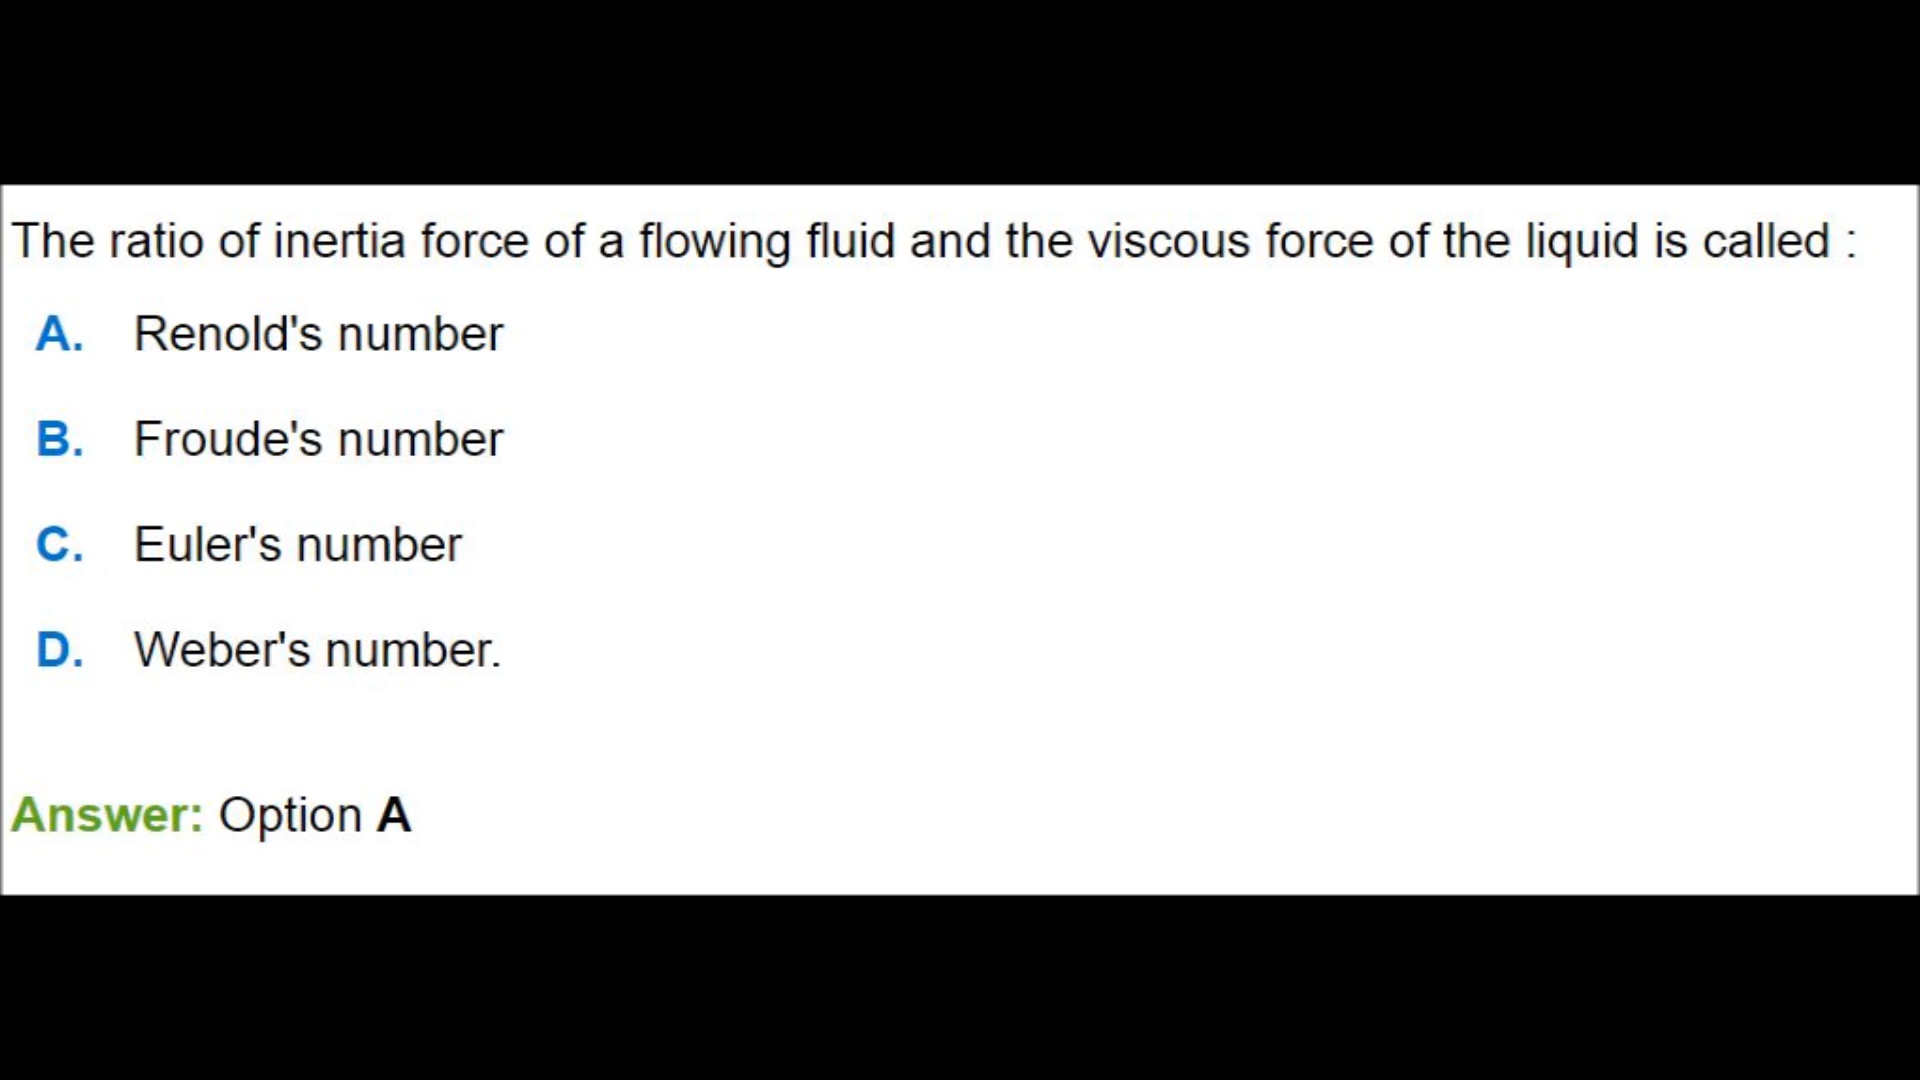 The ratio of inertia force of a flowing fluid and the viscous force of the liquid is called :
A. Renold's number
B. Froude's number
C. Euler's number
D. Weber's number.
Answer: Option A